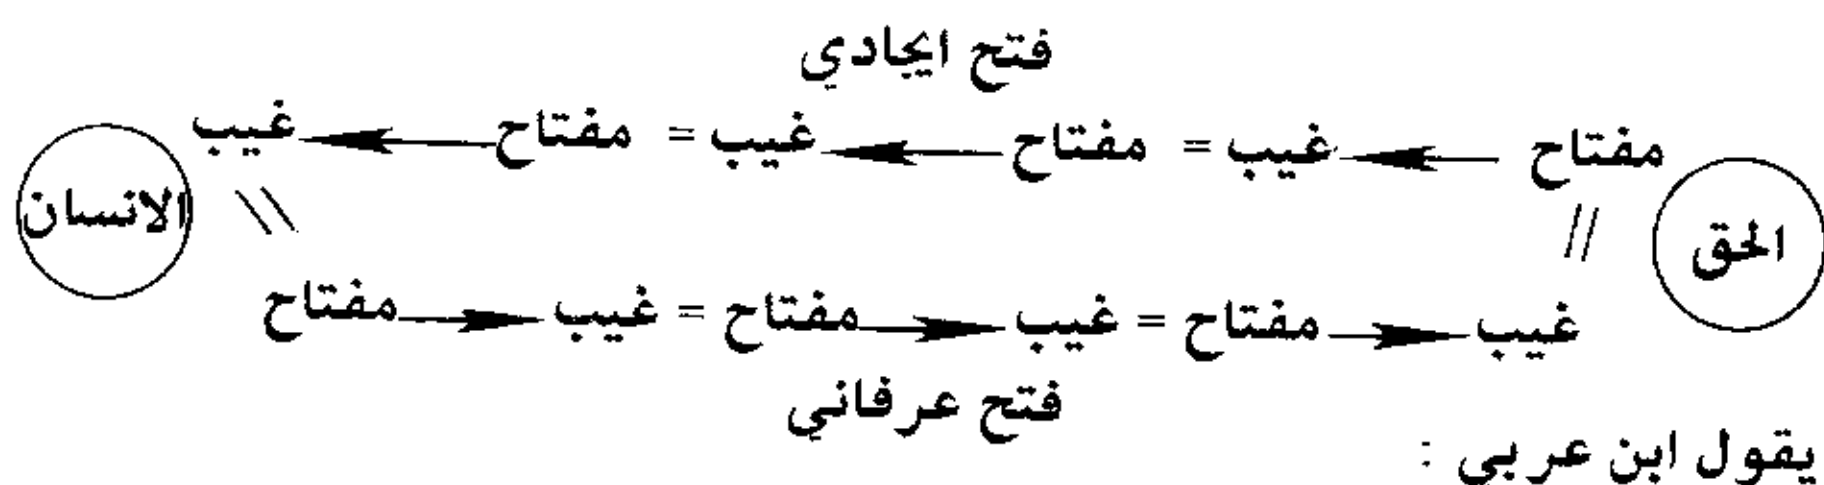 فتح ايجادي
مفتاح ← غيب = مفتاح ← غيب = مفتاح ← غيب
الحق // \\ الانسان
مفتاح → غيب = مفتاح → غيب = مفتاح → غيب
فتح عرفاني
يقول ابن عربي :